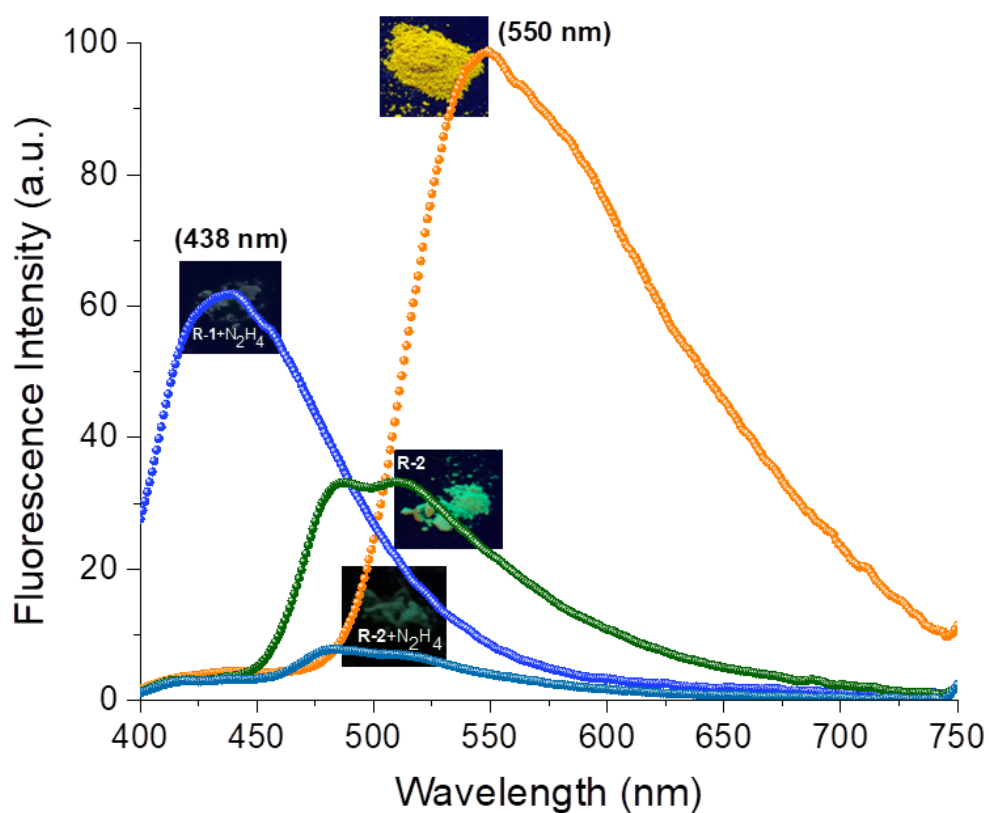 (550 nm)
(438 nm)
R-1+N₂H₄
R-2
R-2+N₂H₄
Fluorescence Intensity (a.u.)
100
80
60
40
20
0
400 450 500 550 600 650 700 750
Wavelength (nm)